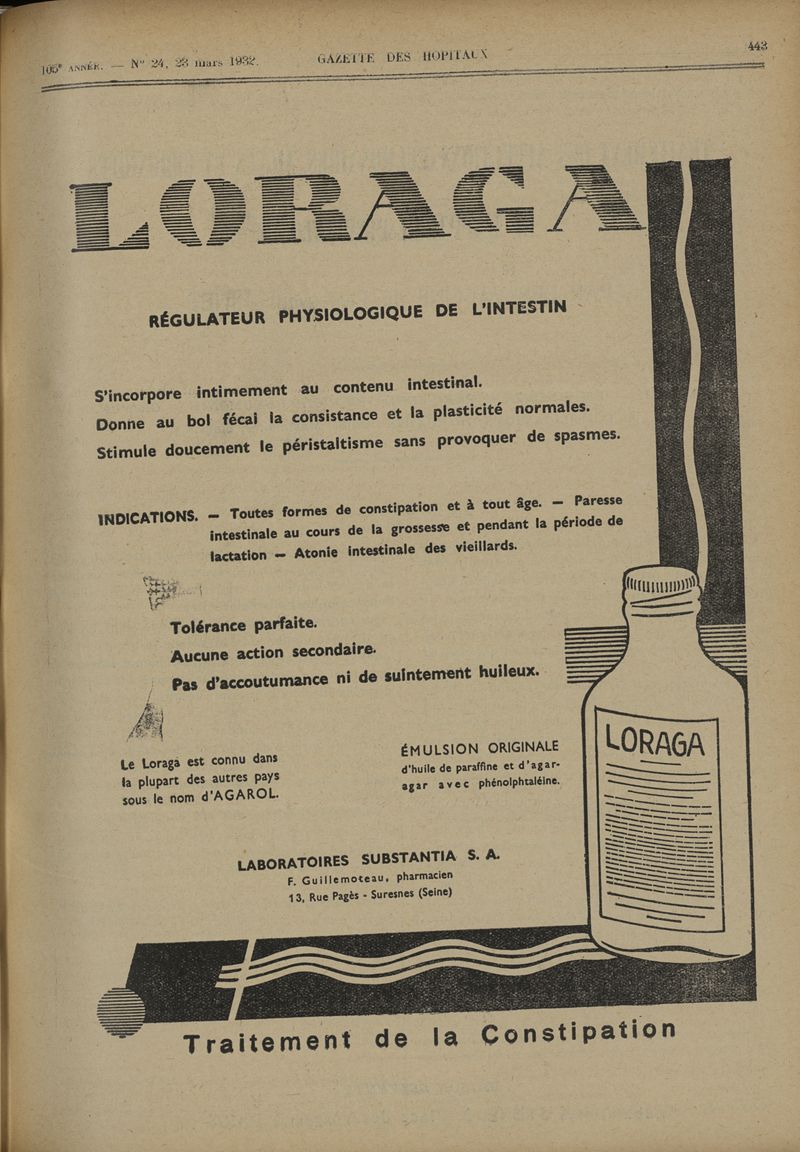 105e ANNÉE. — No 24, 23 mars 1932. GAZETTE DES HOPITAUX 443
LORAGA
RÉGULATEUR PHYSIOLOGIQUE DE L'INTESTIN
S'incorpore intimement au contenu intestinal.
Donne au bol fécal la consistance et la plasticité normales.
Stimule doucement le péristaltisme sans provoquer de spasmes.
INDICATIONS. — Toutes formes de constipation et à tout âge. — Paresse
intestinale au cours de la grossesse et pendant la période de
lactation — Atonie intestinale des vieillards.
Tolérance parfaite.
Aucune action secondaire.
Pas d'accoutumance ni de suintement huileux.
Le Loraga est connu dans
la plupart des autres pays
sous le nom d'AGAROL.
ÉMULSION ORIGINALE
d'huile de paraffine et d'agar-
agar avec phénolphtaléine.
LORAGA
LABORATOIRES SUBSTANTIA S. A.
F. Guillemoteau, pharmacien
13, Rue Pagès - Suresnes (Seine)
Traitement de la Constipation